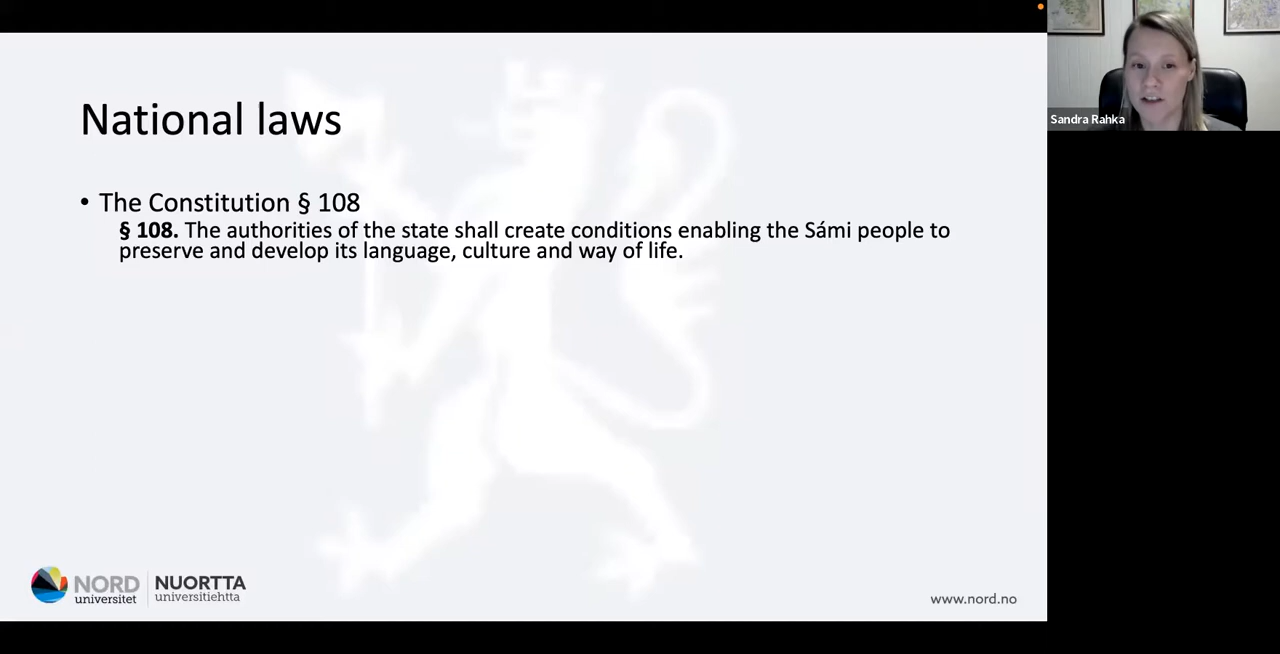 National laws
• The Constitution § 108
§ 108. The authorities of the state shall create conditions enabling the Sámi people to
preserve and develop its language, culture and way of life.
NORD
universitet
NUORTTA
universitiehtta
www.nord.no
Sandra Rahka